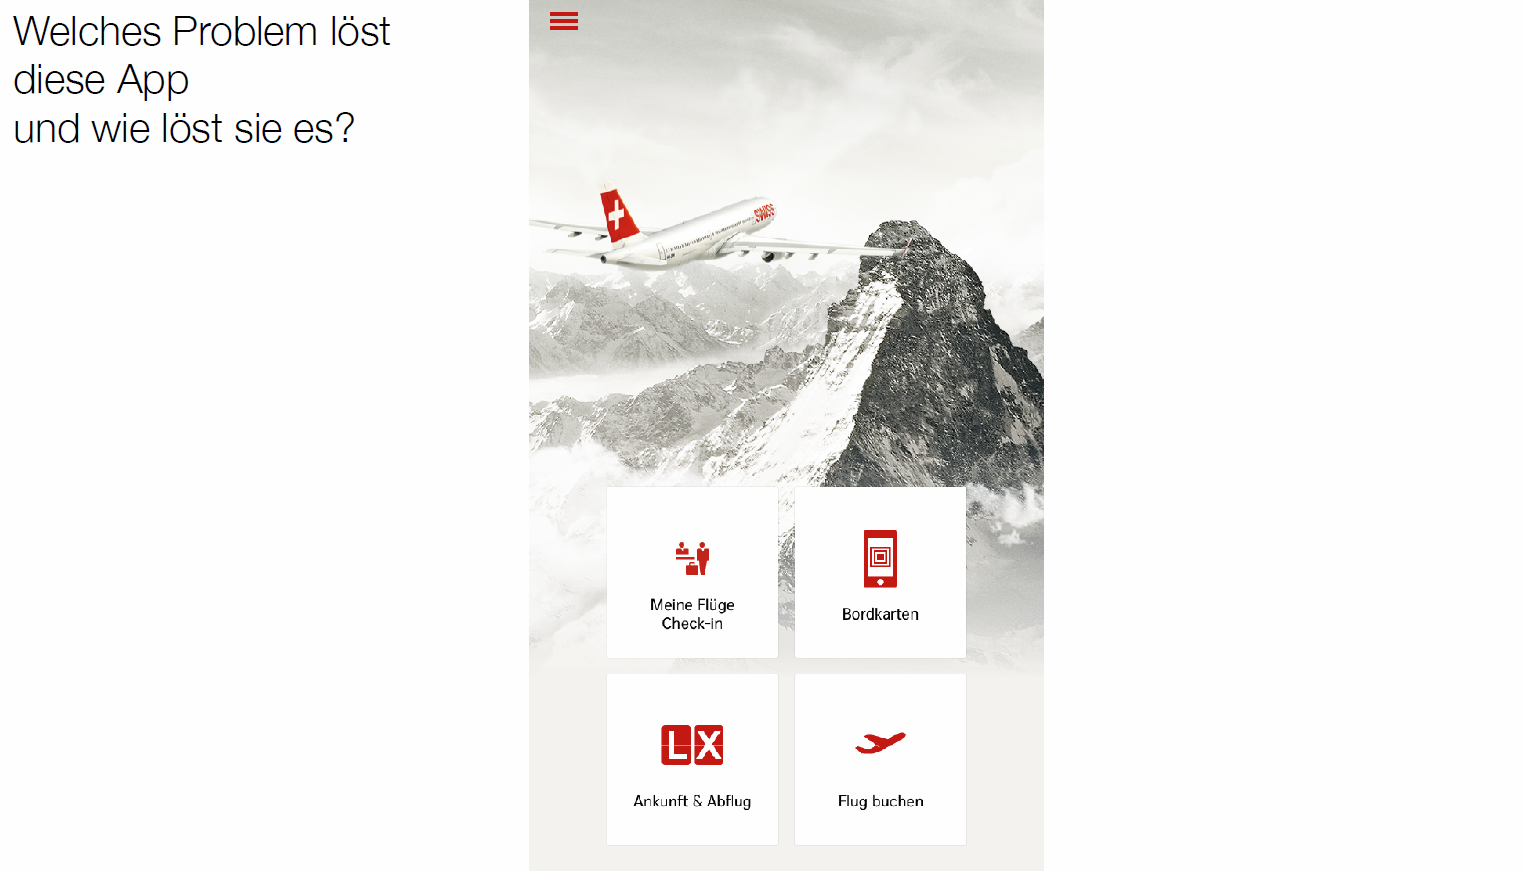 Welches Problem löst
diese App
und wie löst sie es?
SWISS
Meine Flüge
Check-in
Bordkarten
LX
Ankunft & Abflug
Flug buchen